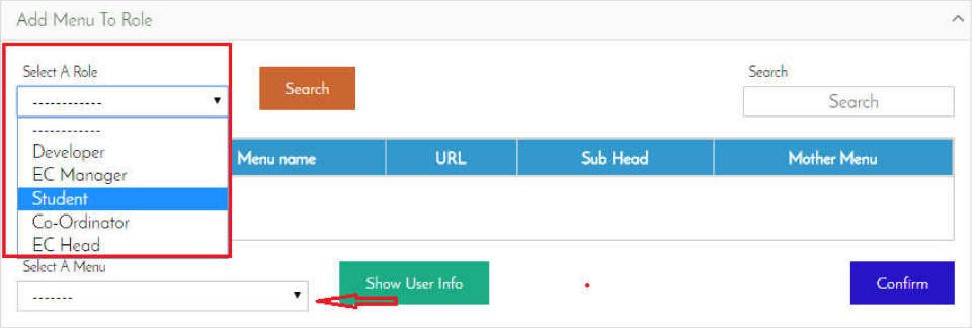 Add Menu To Role
Select A Role
Search
Search
------------
Search
------------
Developer
EC Manager
Student
Co-Ordinator
EC Head
Menu name URL Sub Head Mother Menu
Select A Menu
-------
Show User Info
Confirm